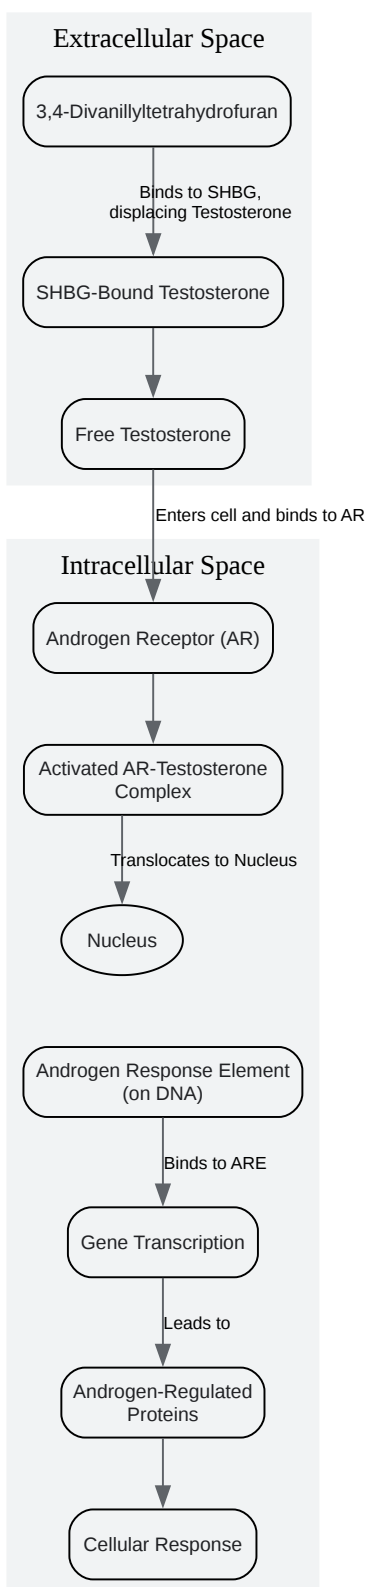 Extracellular Space
3,4-Divanillyltetrahydrofuran
Binds to SHBG,
displacing Testosterone
SHBG-Bound Testosterone
Free Testosterone
Enters cell and binds to AR
Intracellular Space
Androgen Receptor (AR)
Activated AR-Testosterone
Complex
Translocates to Nucleus
Nucleus
Androgen Response Element
(on DNA)
Binds to ARE
Gene Transcription
Leads to
Androgen-Regulated
Proteins
Cellular Response